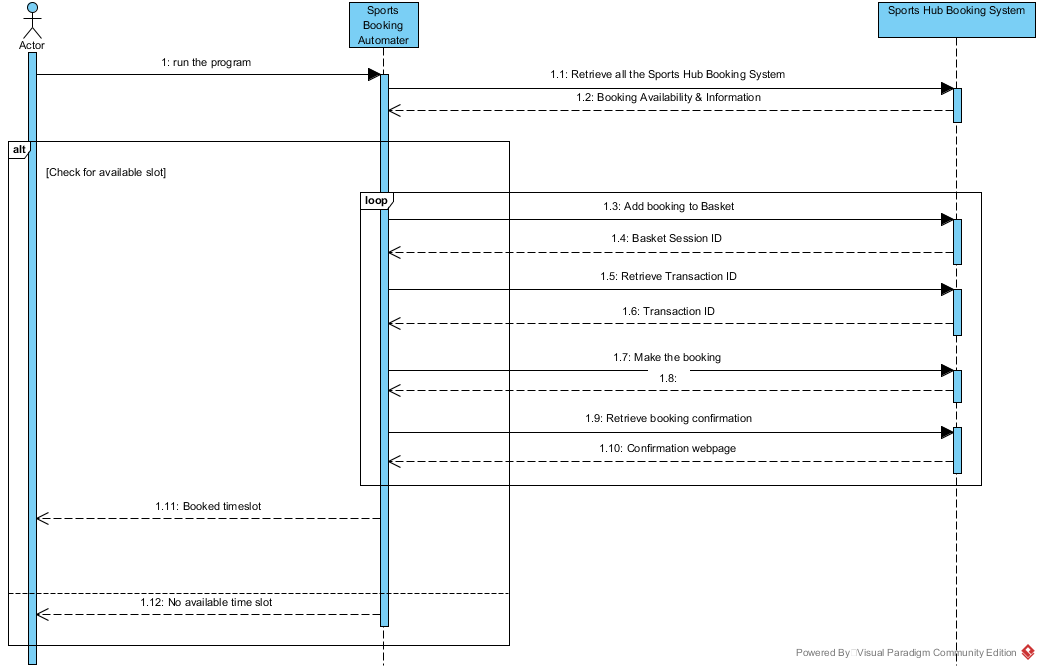 Actor
Sports
Booking
Automater
Sports Hub Booking System
1: run the program
1.1: Retrieve all the Sports Hub Booking System
1.2: Booking Availability & Information
alt
[Check for available slot]
loop
1.3: Add booking to Basket
1.4: Basket Session ID
1.5: Retrieve Transaction ID
1.6: Transaction ID
1.7: Make the booking
1.8:
1.9: Retrieve booking confirmation
1.10: Confirmation webpage
1.11: Booked timeslot
1.12: No available time slot
Powered By Visual Paradigm Community Edition